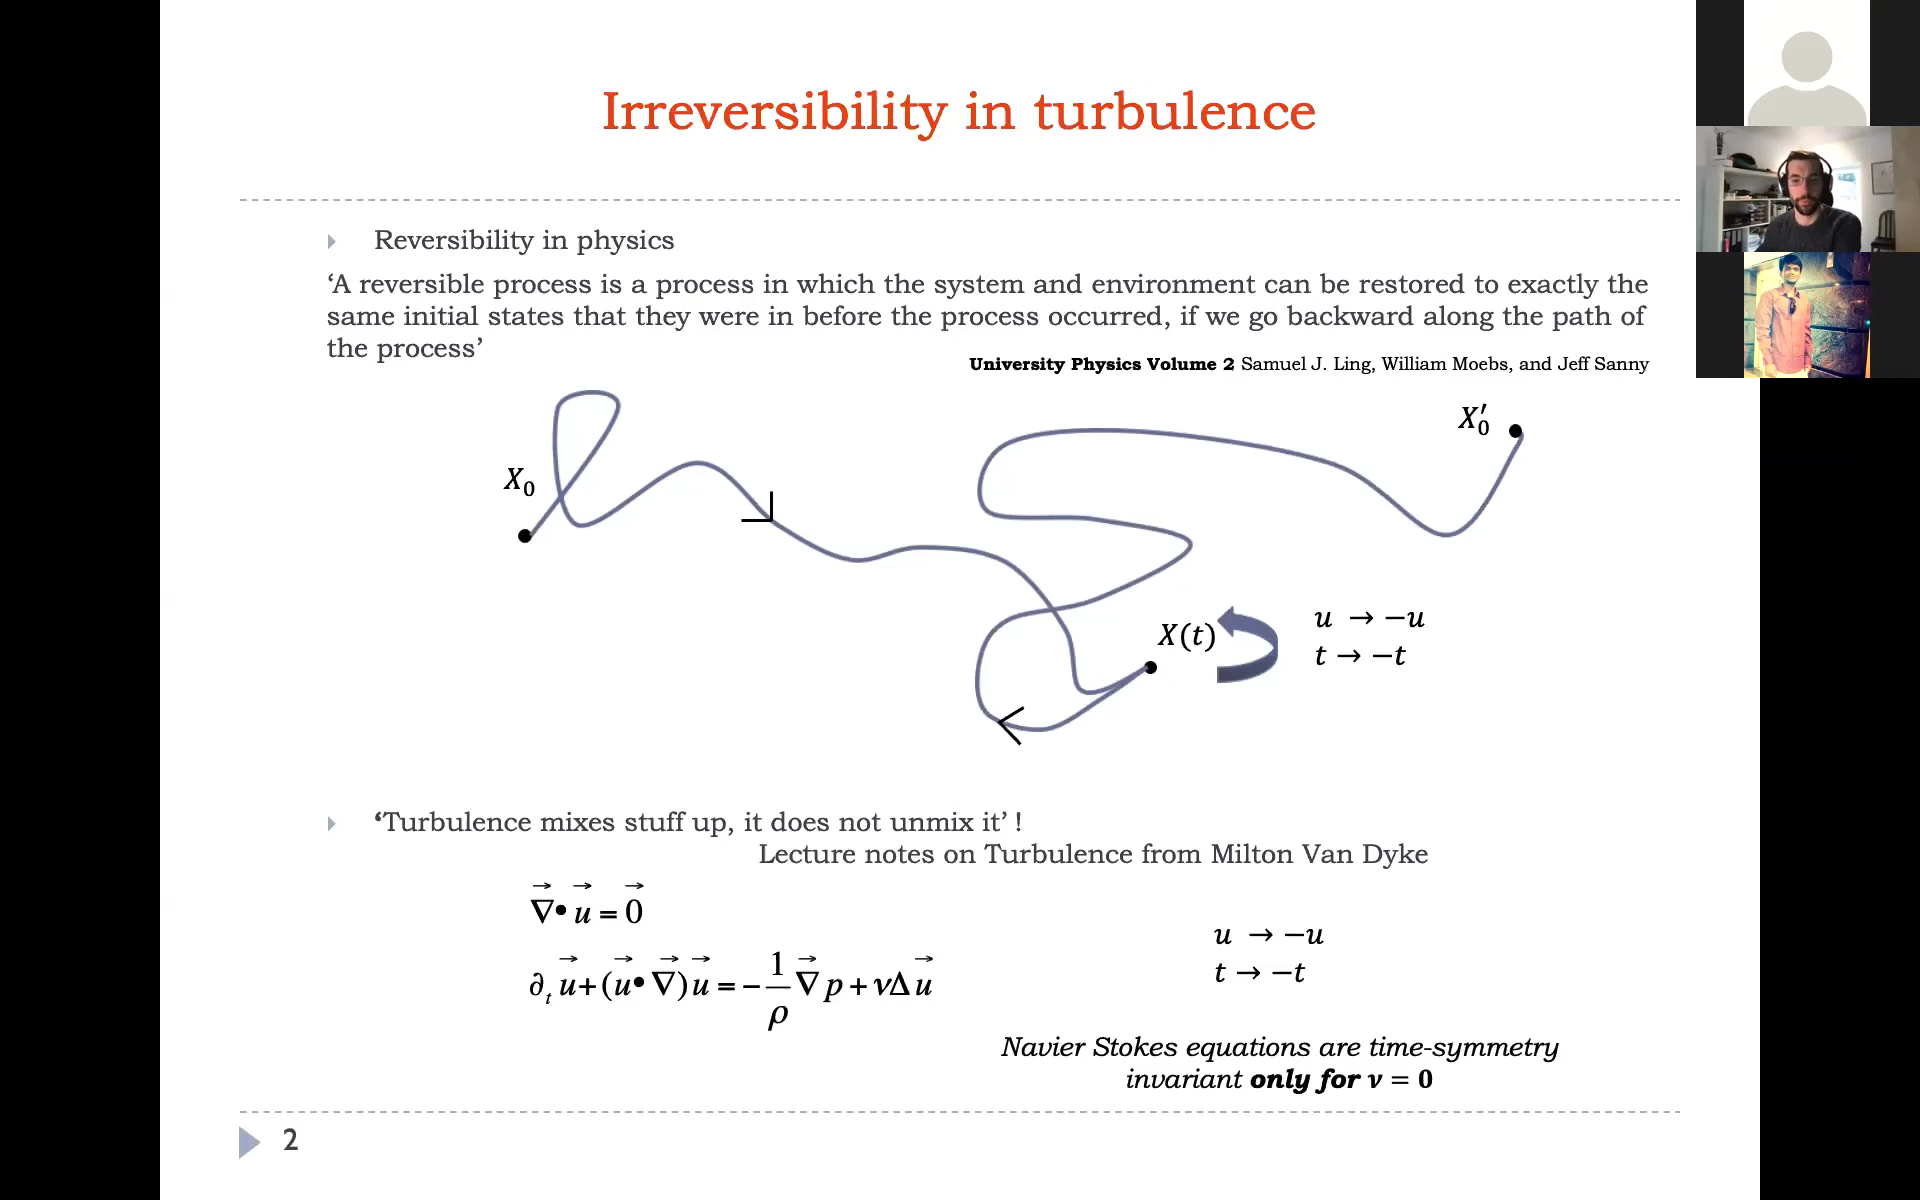 Irreversibility in turbulence
Reversibility in physics
‘A reversible process is a process in which the system and environment can be restored to exactly the
same initial states that they were in before the process occurred, if we go backward along the path of
the process’
University Physics Volume 2 Samuel J. Ling, William Moebs, and Jeff Sanny
X₀′
X₀
X(t)
u → −u
t → −t
‘Turbulence mixes stuff up, it does not unmix it’ !
Lecture notes on Turbulence from Milton Van Dyke
∇⃗• u⃗ = 0⃗
∂ₜ u⃗+(u⃗• ∇⃗) u⃗ = − 1/ρ ∇⃗ p + νΔ u⃗
u → −u
t → −t
Navier Stokes equations are time-symmetry
invariant only for ν = 0
2